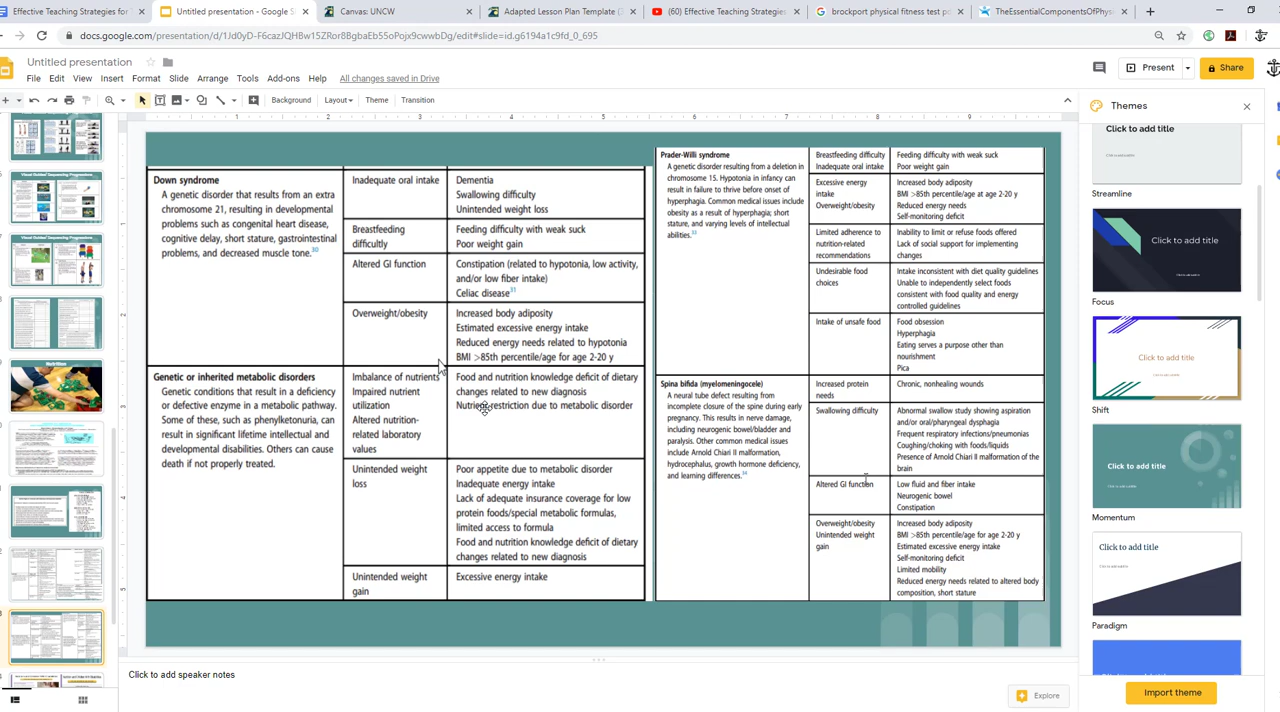 Effective Teaching Strategies for
Untitled presentation - Google S
Canvas: UNCW
Adapted Lesson Plan Template
(60) Effective Teaching Strategies
brockport physical fitness test p
TheEssentialComponentsOfPhys
docs.google.com/presentation/d/1Jd0yD-F6cazJQHBw15ZRor8BgbaEb55oPojx9cwwbDg/edit#slide=id.g6194a1c9fd_0_695
Untitled presentation
File Edit View Insert Format Slide Arrange Tools Add-ons Help All changes saved in Drive
Present
Share
Background Layout Theme Transition
Themes
Down syndrome
A genetic disorder that results from an extra
chromosome 21, resulting in developmental
problems such as congenital heart disease,
cognitive delay, short stature, gastrointestinal
problems, and decreased muscle tone.30
Inadequate oral intake
Dementia
Swallowing difficulty
Unintended weight loss
Breastfeeding
difficultly
Feeding difficulty with weak suck
Poor weight gain
Altered GI function
Constipation (related to hypotonia, low activity,
and/or low fiber intake)
Celiac disease31
Overweight/obesity
Increased body adiposity
Estimated excessive energy intake
Reduced energy needs related to hypotonia
BMI >85th percentile/age for age 2-20 y
Genetic or inherited metabolic disorders
Genetic conditions that result in a deficiency
or defective enzyme in a metabolic pathway.
Some of these, such as phenylketonuria, can
result in significant lifetime intellectual and
developmental disabilities. Others can cause
death if not properly treated.
Imbalance of nutrients
Impaired nutrient
utilization
Altered nutrition-
related laboratory
values
Food and nutrition knowledge deficit of dietary
changes related to new diagnosis
Nutrient restriction due to metabolic disorder
Unintended weight
loss
Poor appetite due to metabolic disorder
Inadequate energy intake
Lack of adequate insurance coverage for low
protein foods/special metabolic formulas,
limited access to formula
Food and nutrition knowledge deficit of dietary
changes related to new diagnosis
Unintended weight
gain
Excessive energy intake
Prader-Willi syndrome
A genetic disorder resulting from a deletion in
chromosome 15. Hypotonia in infancy can
result in failure to thrive before onset of
hyperphagia. Common medical issues include
obesity as a result of hyperphagia; short
stature, and varying levels of intellectual
abilities.
Breastfeeding difficulty
Inadequate oral intake
Feeding difficulty with weak suck
Poor weight gain
Excessive energy
intake
Overweight/obesity
Increased body adiposity
BMI >85th percentile/age at age 2-20 y
Reduced energy needs
Self-monitoring deficit
Limited adherence to
nutrition-related
recommendations
Inability to limit or refuse foods offered
Lack of social support for implementing
changes
Undesirable food
choices
Intake inconsistent with diet quality guidelines
Unable to independently select foods
consistent with food quality and energy
controlled guidelines
Intake of unsafe food
Food obsession
Hyperphagia
Eating serves a purpose other than
nourishment
Pica
Spina bifida (myelomeningocele)
A neural tube defect resulting from
incomplete closure of the spine during early
pregnancy. This results in nerve damage,
including neurogenic bowel/bladder and
paralysis. Other common medical issues
include Arnold Chiari II malformation,
hydrocephalus, growth hormone deficiency,
and learning differences.
Increased protein
needs
Chronic, nonhealing wounds
Swallowing difficulty
Abnormal swallow study showing aspiration
and/or oral/pharyngeal dysphagia
Frequent respiratory infections/pneumonias
Coughing/choking with foods/liquids
Presence of Arnold Chiari II malformation of the
brain
Altered GI function
Low fluid and fiber intake
Neurogenic bowel
Constipation
Overweight/obesity
Unintended weight
gain
Increased body adiposity
BMI >85th percentile/age for age 2-20 y
Estimated excessive energy intake
Self-monitoring deficit
Limited mobility
Reduced energy needs related to altered body
composition, short stature
Click to add title
Streamline
Click to add title
Focus
Click to add title
Shift
Click to add title
Momentum
Click to add title
Paradigm
Import theme
Click to add speaker notes
Explore
Nutrition